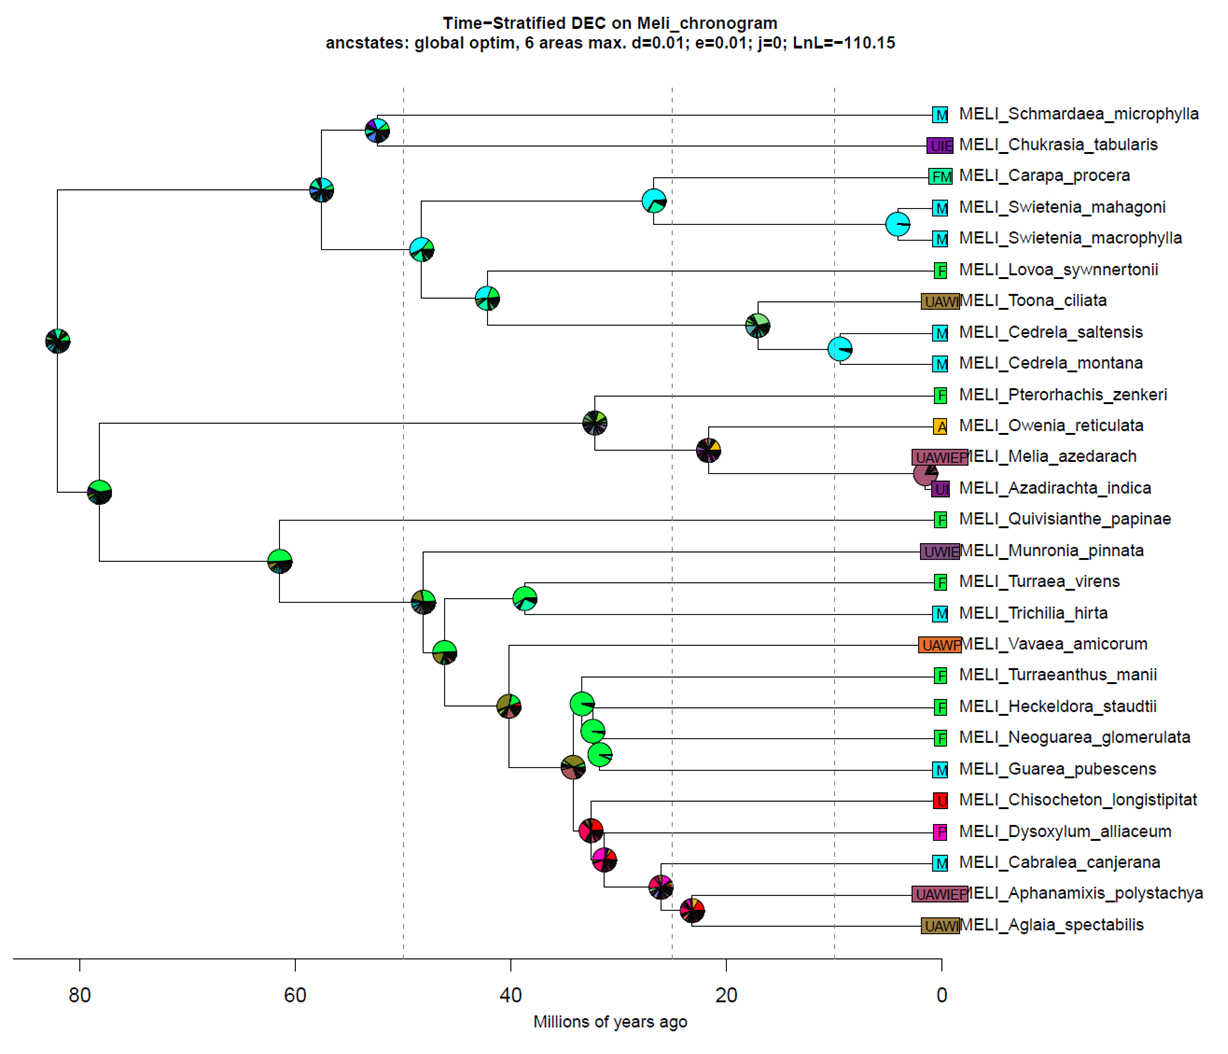 Time−Stratified DEC on Meli_chronogram
ancstates: global optim, 6 areas max. d=0.01; e=0.01; j=0; LnL=−110.15
M MELI_Schmardaea_microphylla
UIE MELI_Chukrasia_tabularis
FM MELI_Carapa_procera
M MELI_Swietenia_mahagoni
M MELI_Swietenia_macrophylla
F MELI_Lovoa_sywnnertonii
UAWI MELI_Toona_ciliata
M MELI_Cedrela_saltensis
M MELI_Cedrela_montana
F MELI_Pterorhachis_zenkeri
A MELI_Owenia_reticulata
UAWIEP MELI_Melia_azedarach
UI MELI_Azadirachta_indica
F MELI_Quivisianthe_papinae
UWIE MELI_Munronia_pinnata
F MELI_Turraea_virens
M MELI_Trichilia_hirta
UAWP MELI_Vavaea_amicorum
F MELI_Turraeanthus_manii
F MELI_Heckeldora_staudtii
F MELI_Neoguarea_glomerulata
M MELI_Guarea_pubescens
U MELI_Chisocheton_longistipitat
P MELI_Dysoxylum_alliaceum
M MELI_Cabralea_canjerana
UAWIEP MELI_Aphanamixis_polystachya
UAWI MELI_Aglaia_spectabilis
80 60 40 20 0
Millions of years ago